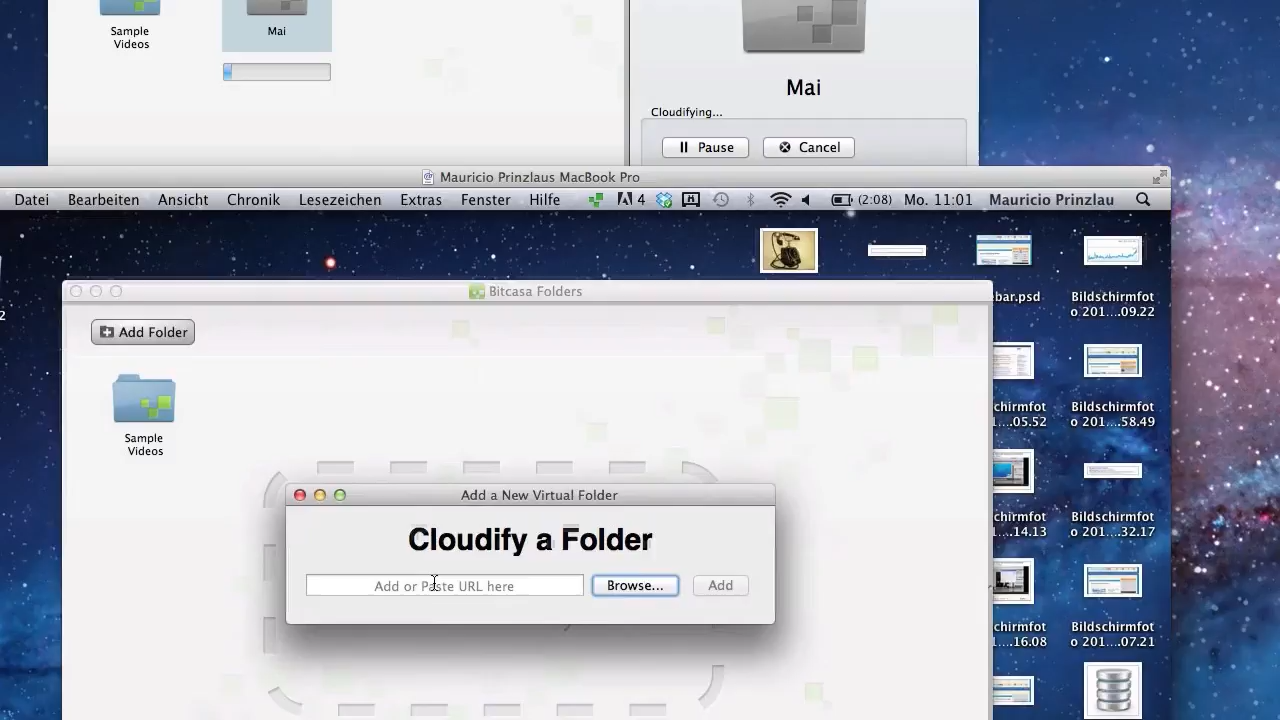 Sample
Videos
Mai
Mai
Cloudifying...
Pause
Cancel
Mauricio Prinzlaus MacBook Pro
Datei Bearbeiten Ansicht Chronik Lesezeichen Extras Fenster Hilfe 4 (2:08) Mo. 11:01 Mauricio Prinzlau
Bitcasa Folders
2
bar.psd
Bildschirmfot
o 201....09.22
Add Folder
Sample
Videos
chirmfot
1....05.52
Bildschirmfot
o 201....58.49
Add a New Virtual Folder
Cloudify a Folder
Add or Paste URL here
Browse...
Add
chirmfot
1....14.13
Bildschirmfot
o 201....32.17
chirmfot
1....16.08
Bildschirmfot
o 201....07.21